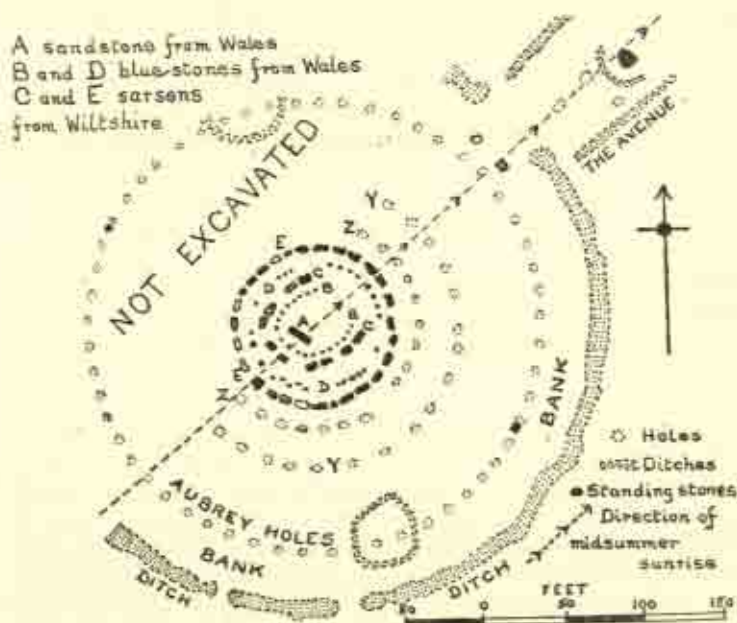 A sandstone from Wales
B and D blue-stones from Wales
C and E sarsens
from Wiltshire
NOT EXCAVATED
THE AVENUE
Y
Z
E
D
C
B
A
B
C
E
D
Z
Y
BANK
AUBREY HOLES
BANK
DITCH
DITCH
Holes
Ditches
Standing stones
Direction of
midsummer
sunrise
FEET
50 0 50 100 150